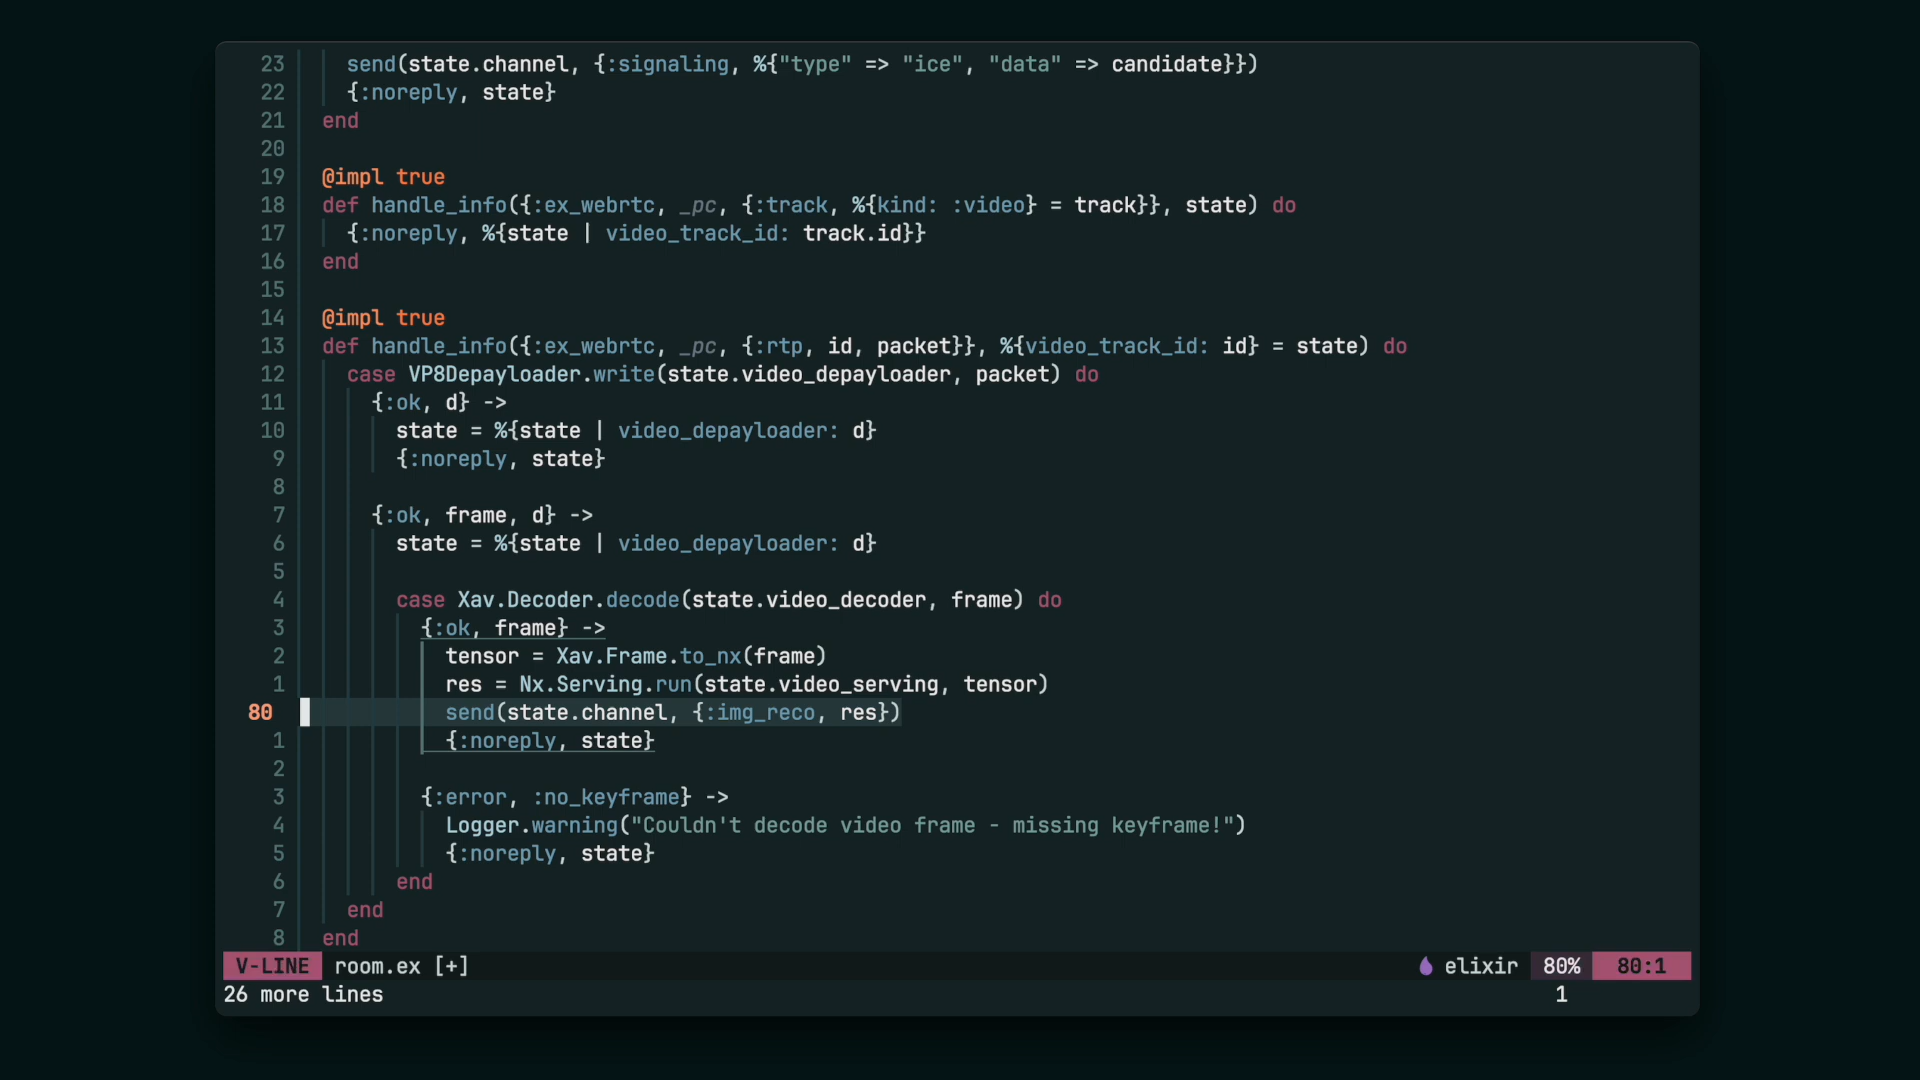 23 send(state.channel, {:signaling, %{"type" => "ice", "data" => candidate}})
22 {:noreply, state}
21 end
20
19 @impl true
18 def handle_info({:ex_webrtc, _pc, {:track, %{kind: :video} = track}}, state) do
17 {:noreply, %{state | video_track_id: track.id}}
16 end
15
14 @impl true
13 def handle_info({:ex_webrtc, _pc, {:rtp, id, packet}}, %{video_track_id: id} = state) do
12 case VP8Depayloader.write(state.video_depayloader, packet) do
11 {:ok, d} ->
10 state = %{state | video_depayloader: d}
9 {:noreply, state}
8
7 {:ok, frame, d} ->
6 state = %{state | video_depayloader: d}
5
4 case Xav.Decoder.decode(state.video_decoder, frame) do
3 {:ok, frame} ->
2 tensor = Xav.Frame.to_nx(frame)
1 res = Nx.Serving.run(state.video_serving, tensor)
80 send(state.channel, {:img_reco, res})
1 {:noreply, state}
2
3 {:error, :no_keyframe} ->
4 Logger.warning("Couldn't decode video frame - missing keyframe!")
5 {:noreply, state}
6 end
7 end
8 end
V-LINE room.ex [+] elixir 80% 80:1
26 more lines 1